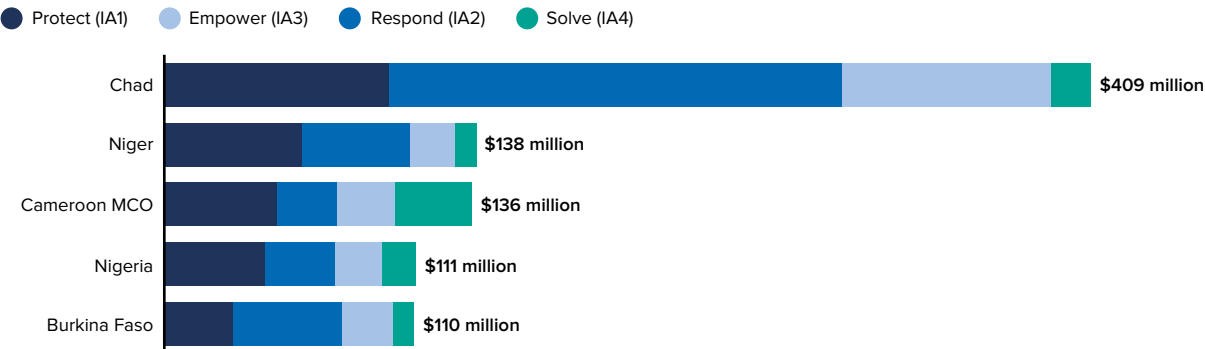 Protect (IA1) Empower (IA3) Respond (IA2) Solve (IA4)
Chad $409 million
Niger $138 million
Cameroon MCO $136 million
Nigeria $111 million
Burkina Faso $110 million